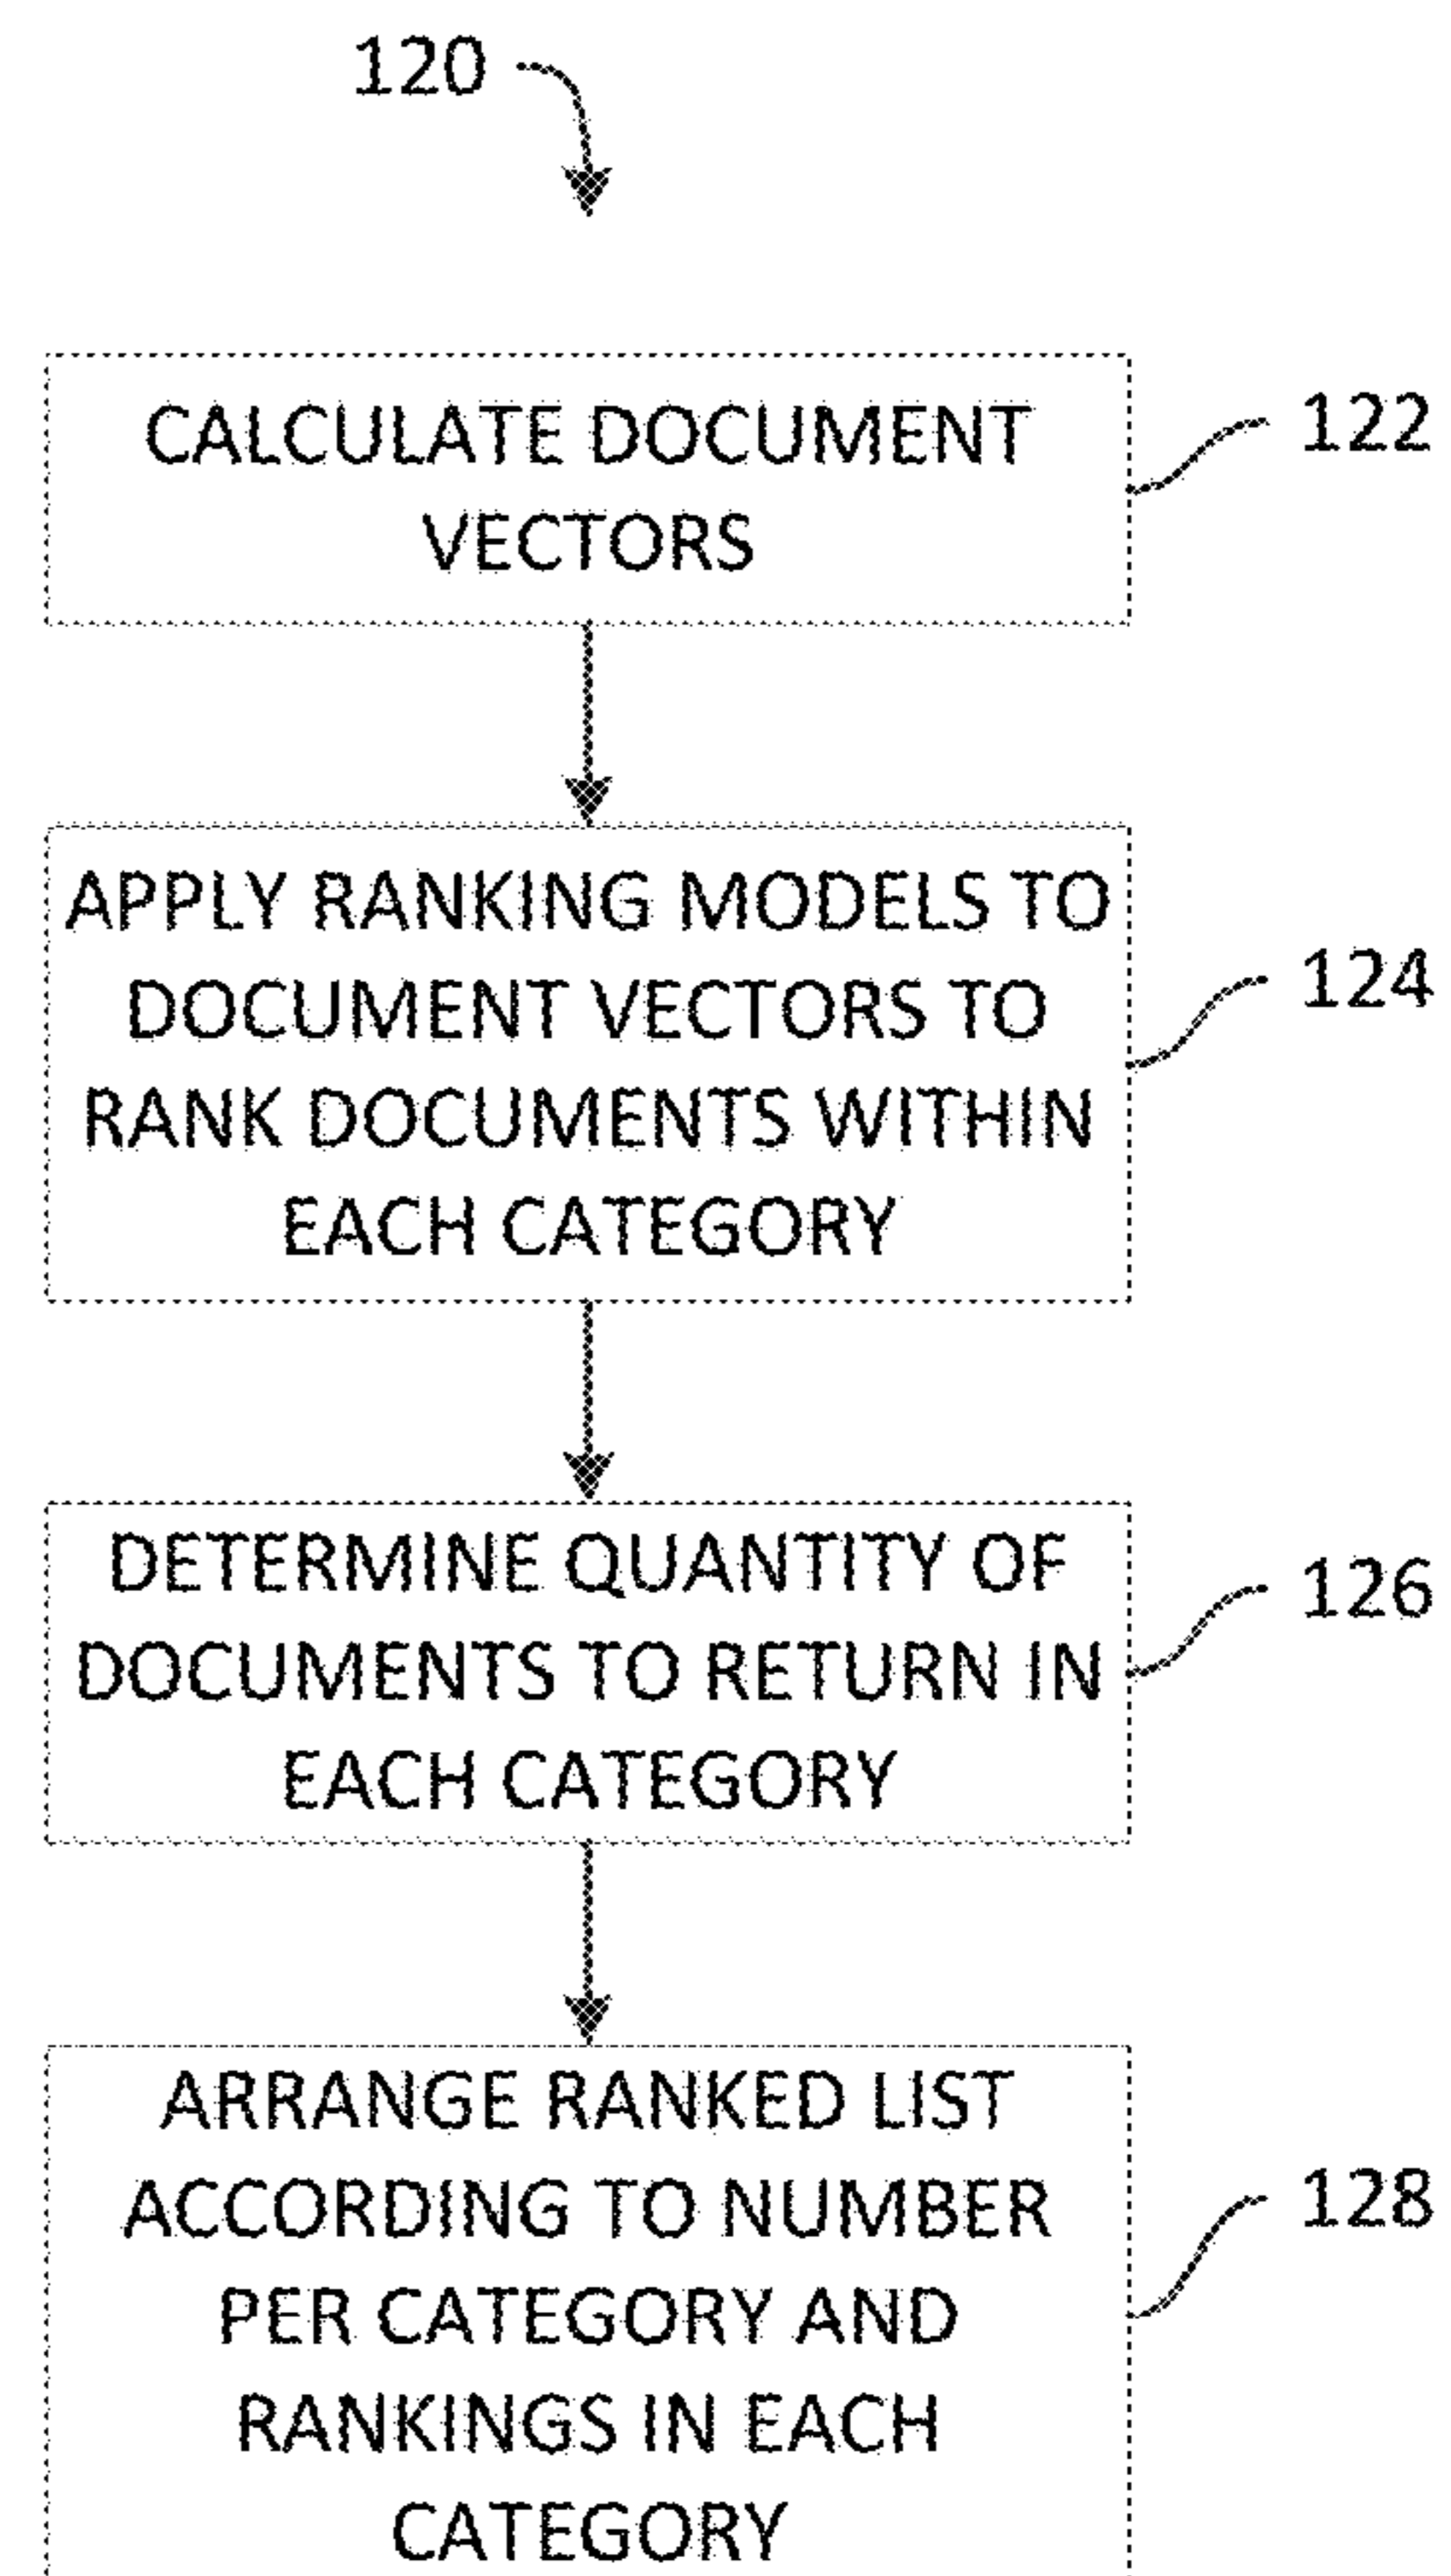 120
CALCULATE DOCUMENT
VECTORS
122
APPLY RANKING MODELS TO
DOCUMENT VECTORS TO
RANK DOCUMENTS WITHIN
EACH CATEGORY
124
DETERMINE QUANTITY OF
DOCUMENTS TO RETURN IN
EACH CATEGORY
126
ARRANGE RANKED LIST
ACCORDING TO NUMBER
PER CATEGORY AND
RANKINGS IN EACH
CATEGORY
128